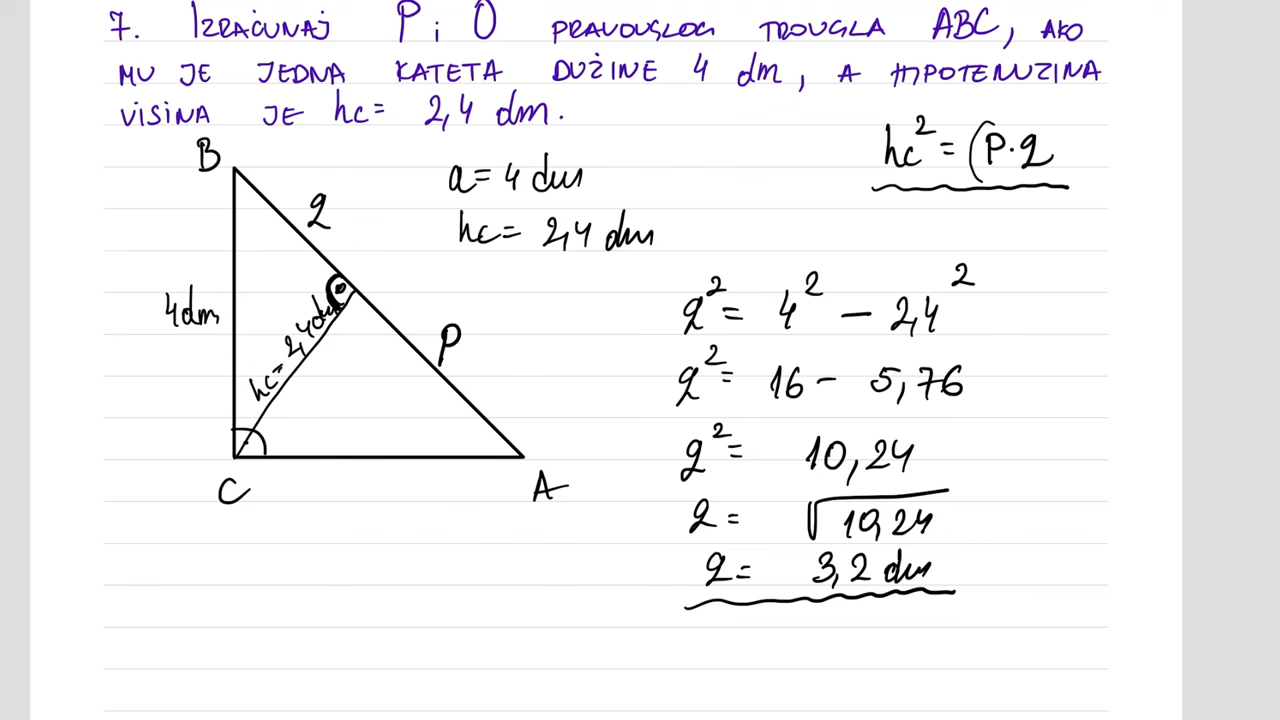 7. IZRAČUNAJ P i O PRAVOUGLOG TROUGLA ABC, AKO
MU JE JEDNA KATETA DUŽINE 4 dm, A HIPOTENUZINA
VISINA JE hc= 2,4 dm.
hc² = (p·q
B
q
a= 4 dm
hc= 2,4 dm
4dm
hc= 2,4dm
p
C
A
q² = 4² - 2,4²
q² = 16 - 5,76
q² = 10,24
q = √10,24
q = 3,2 dm